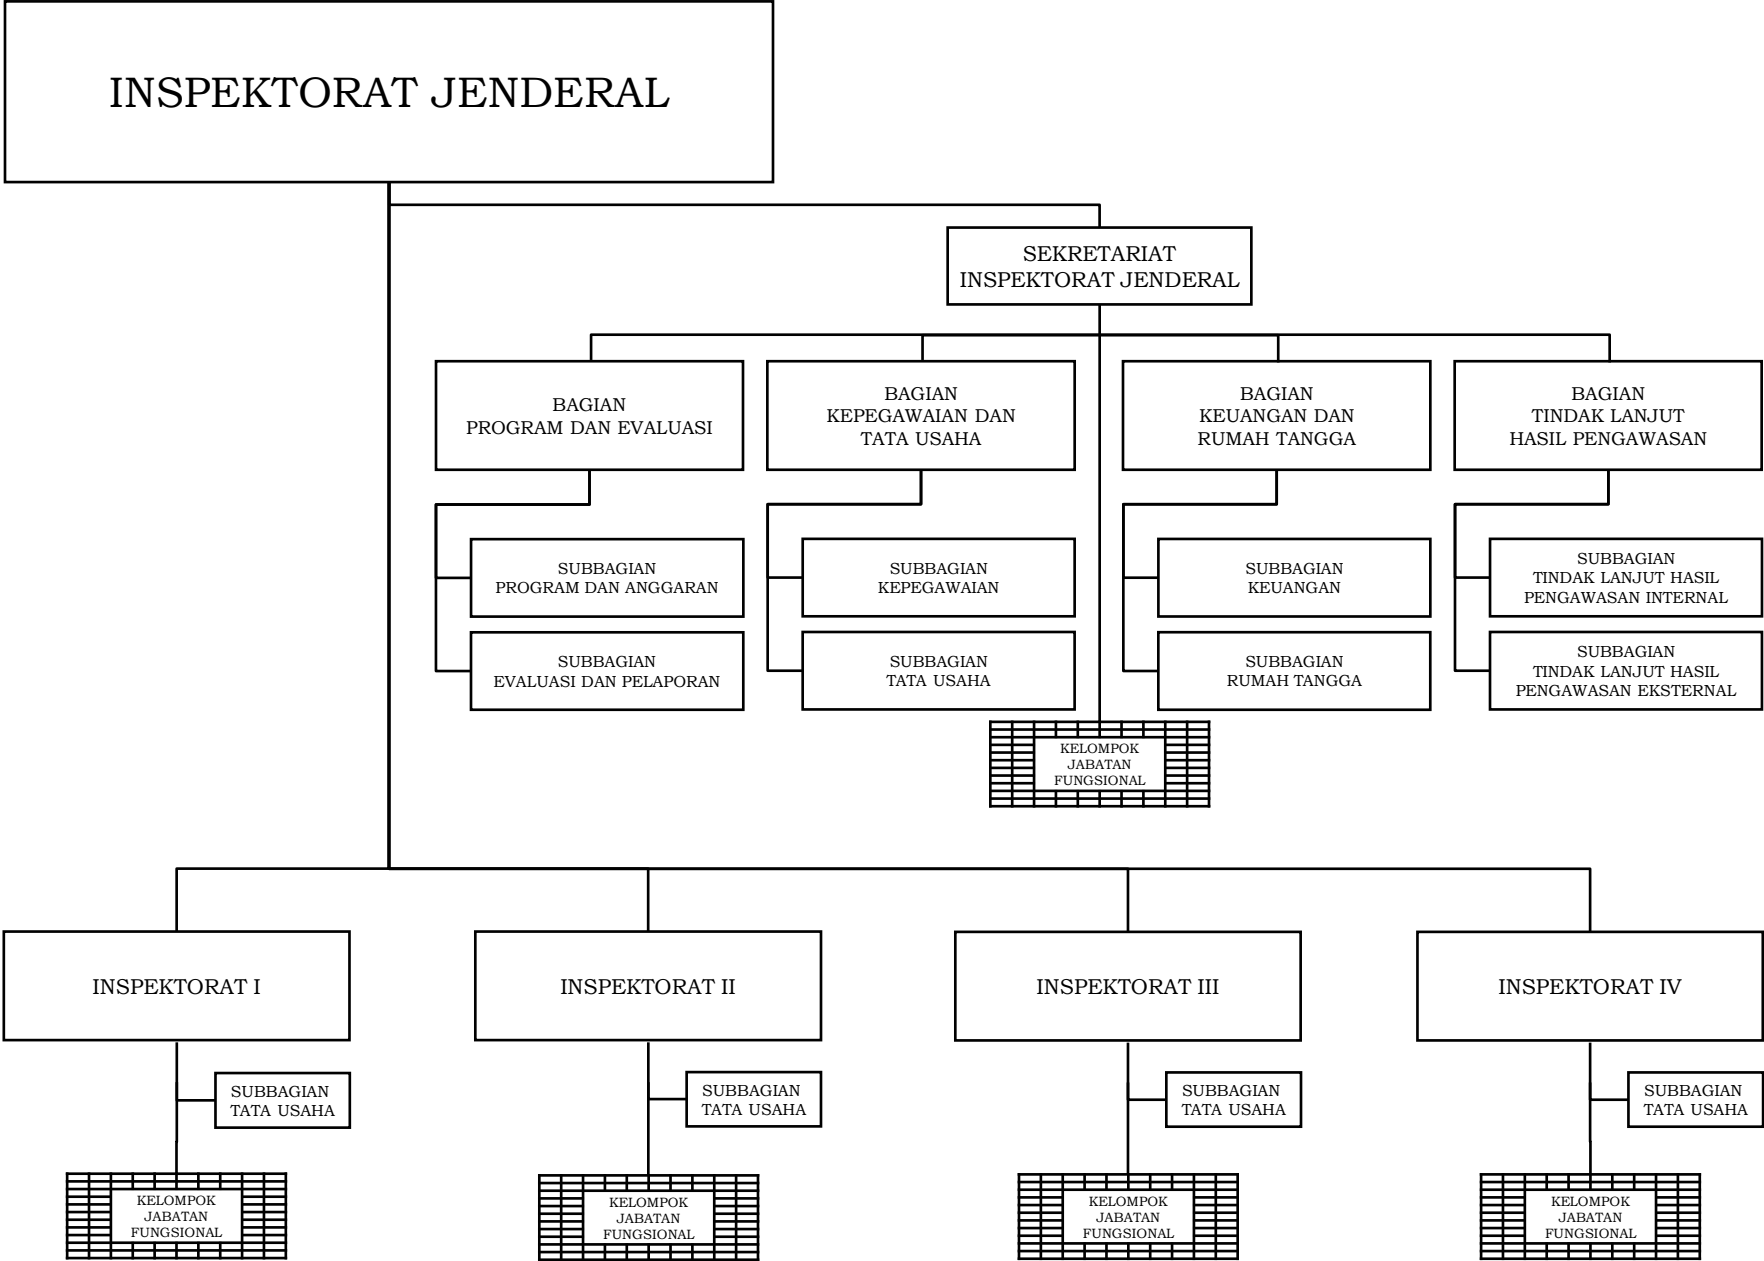 INSPEKTORAT JENDERAL
SEKRETARIAT
INSPEKTORAT JENDERAL
BAGIAN
PROGRAM DAN EVALUASI
BAGIAN
KEPEGAWAIAN DAN
TATA USAHA
BAGIAN
KEUANGAN DAN
RUMAH TANGGA
BAGIAN
TINDAK LANJUT
HASIL PENGAWASAN
SUBBAGIAN
PROGRAM DAN ANGGARAN
SUBBAGIAN
KEPEGAWAIAN
SUBBAGIAN
KEUANGAN
SUBBAGIAN
TINDAK LANJUT HASIL
PENGAWASAN INTERNAL
SUBBAGIAN
EVALUASI DAN PELAPORAN
SUBBAGIAN
TATA USAHA
SUBBAGIAN
RUMAH TANGGA
SUBBAGIAN
TINDAK LANJUT HASIL
PENGAWASAN EKSTERNAL
KELOMPOK
JABATAN
FUNGSIONAL
INSPEKTORAT I
INSPEKTORAT II
INSPEKTORAT III
INSPEKTORAT IV
SUBBAGIAN
TATA USAHA
SUBBAGIAN
TATA USAHA
SUBBAGIAN
TATA USAHA
SUBBAGIAN
TATA USAHA
KELOMPOK
JABATAN
FUNGSIONAL
KELOMPOK
JABATAN
FUNGSIONAL
KELOMPOK
JABATAN
FUNGSIONAL
KELOMPOK
JABATAN
FUNGSIONAL